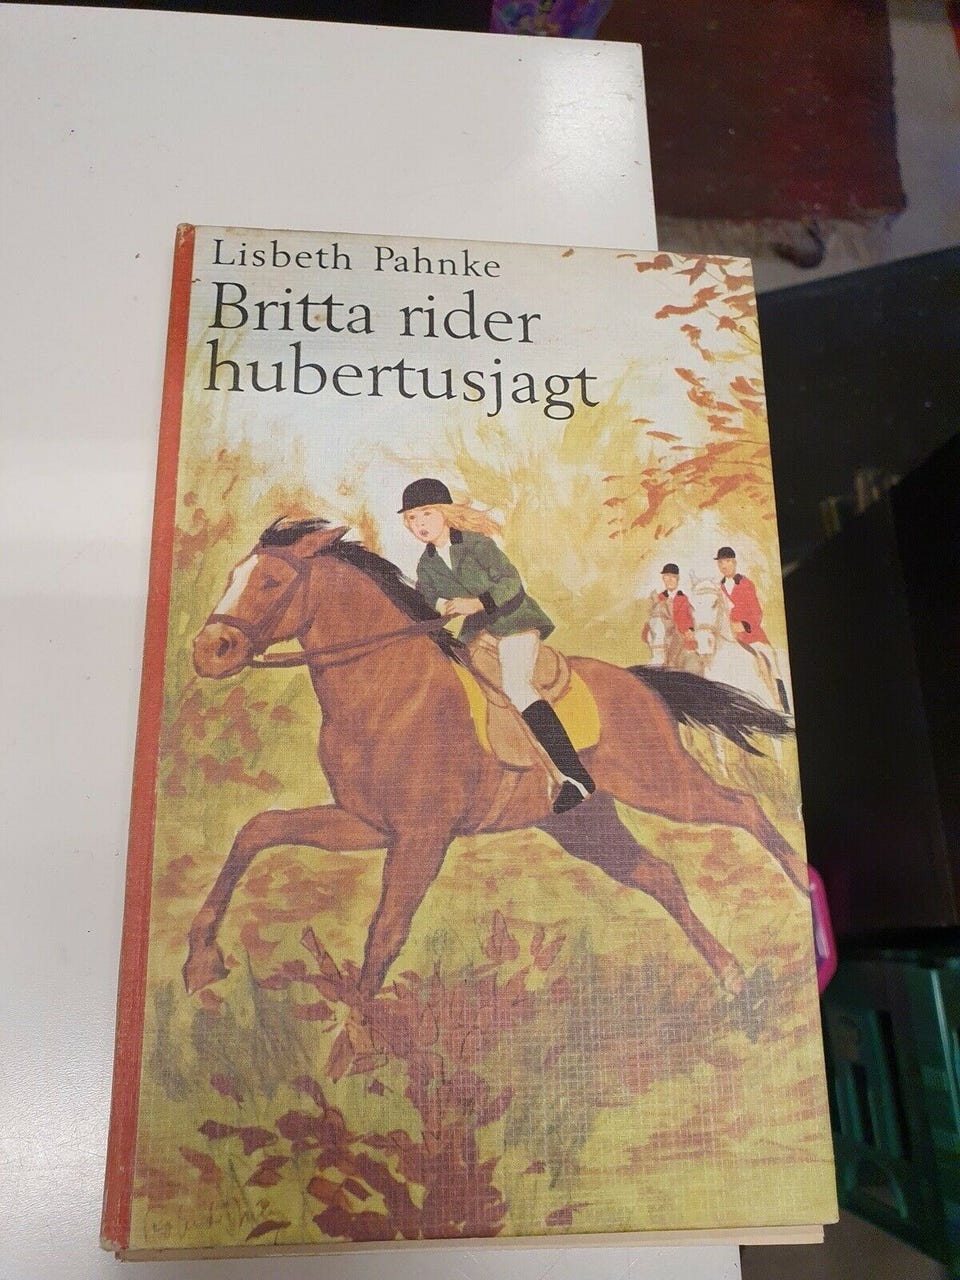 Lisbeth Pahnke
Britta rider
hubertusjagt